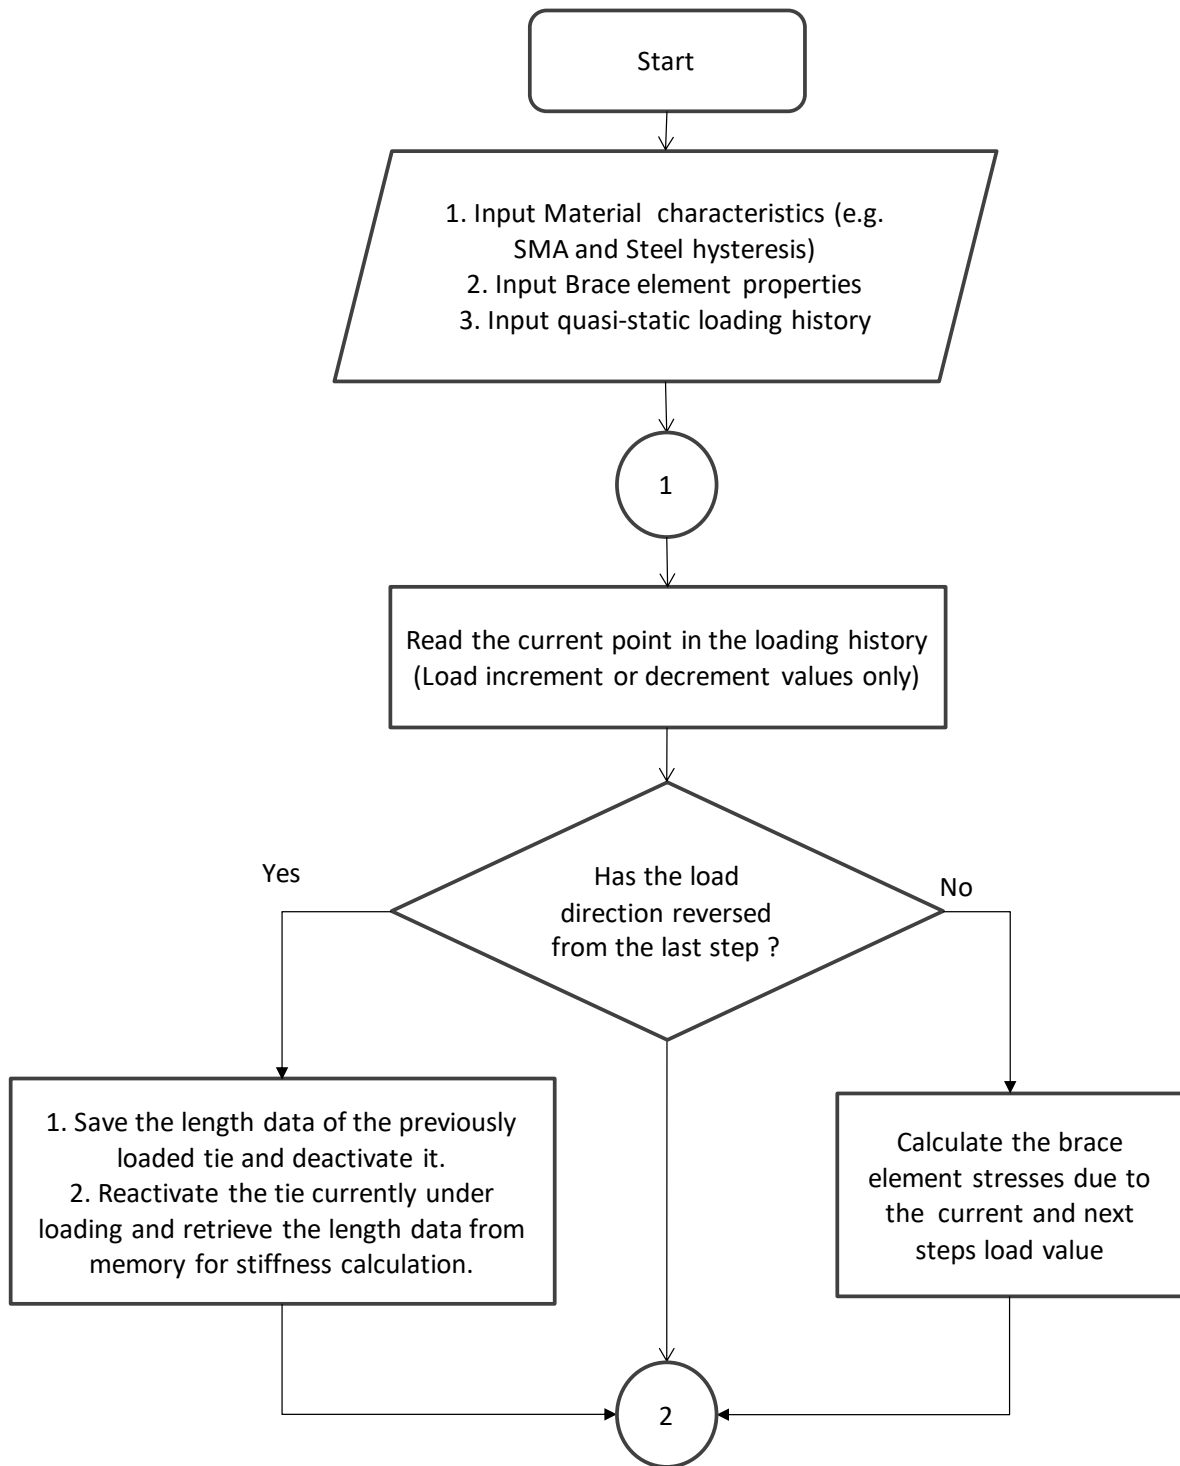 Start
1. Input Material characteristics (e.g.
SMA and Steel hysteresis)
2. Input Brace element properties
3. Input quasi-static loading history
1
Read the current point in the loading history
(Load increment or decrement values only)
Has the load
direction reversed
from the last step ?
Yes
No
1. Save the length data of the previously
loaded tie and deactivate it.
2. Reactivate the tie currently under
loading and retrieve the length data from
memory for stiffness calculation.
Calculate the brace
element stresses due to
the current and next
steps load value
2